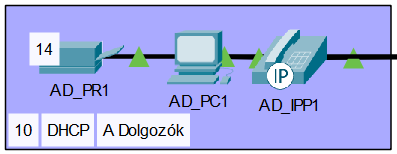 14
AD_PR1
AD_PC1
IP
AD_IPP1
10 DHCP A Dolgozók